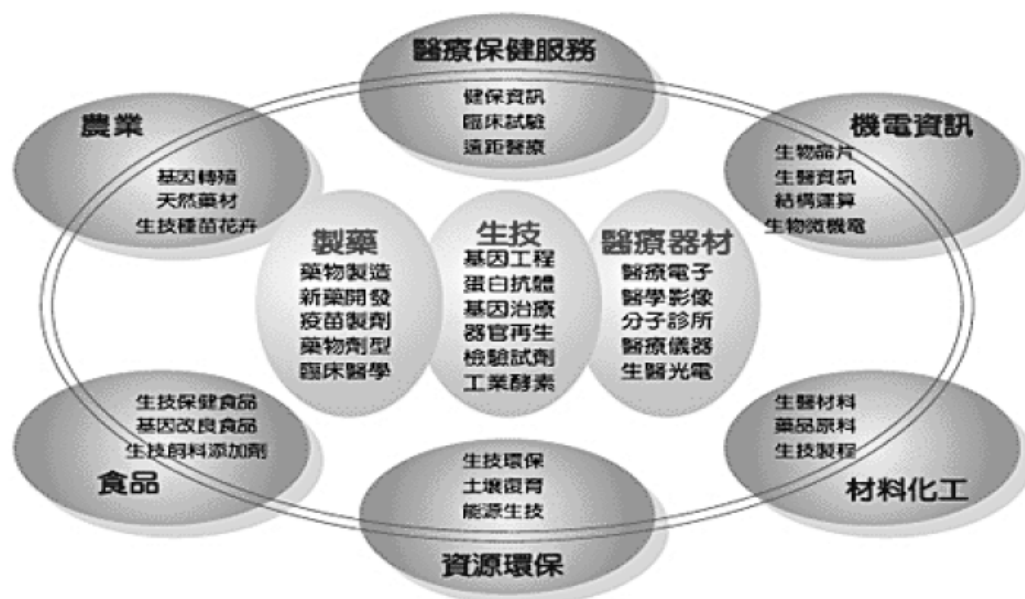 醫療保健服務
健保資訊
臨床試驗
遠距醫療
農業
基因轉殖
天然藥材
生技種苗花卉
機電資訊
生物晶片
生醫資訊
結構運算
生物微機電
製藥
藥物製造
新藥開發
疫苗製劑
藥物劑型
臨床醫學
生技
基因工程
蛋白抗體
基因治療
器官再生
檢驗試劑
工業酵素
醫療器材
醫療電子
醫學影像
分子診所
醫療儀器
生醫光電
生技保健食品
基因改良食品
生技飼料添加劑
食品
生技環保
土壤復育
能源生技
資源環保
生醫材料
藥品原料
生技製程
材料化工